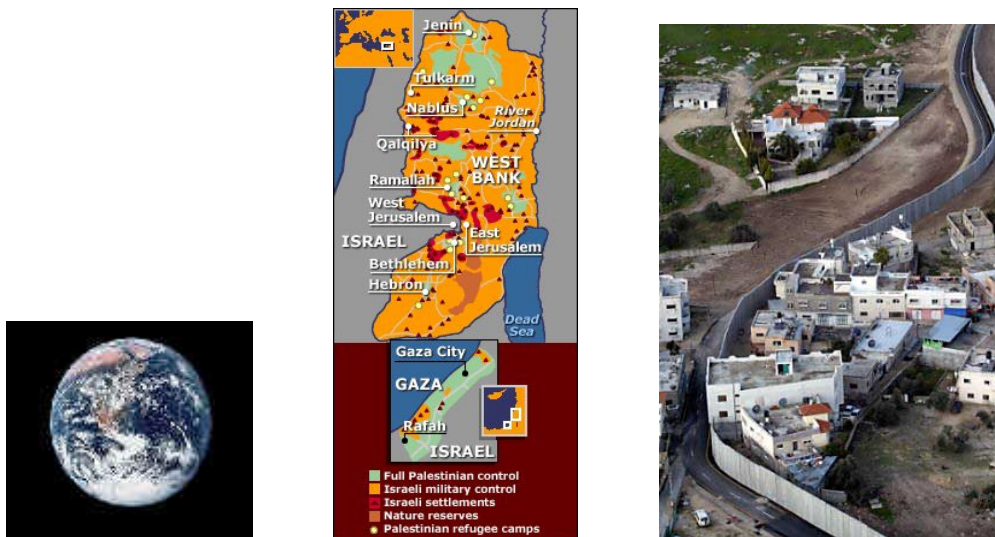 Jenin
Tulkarm
Nablus
River
Jordan
Qalqilya
WEST
BANK
Ramallah
West
Jerusalem
ISRAEL
East
Jerusalem
Bethlehem
Hebron
Dead
Sea
Gaza City
GAZA
Rafah
ISRAEL
Full Palestinian control
Israeli military control
Israeli settlements
Nature reserves
Palestinian refugee camps